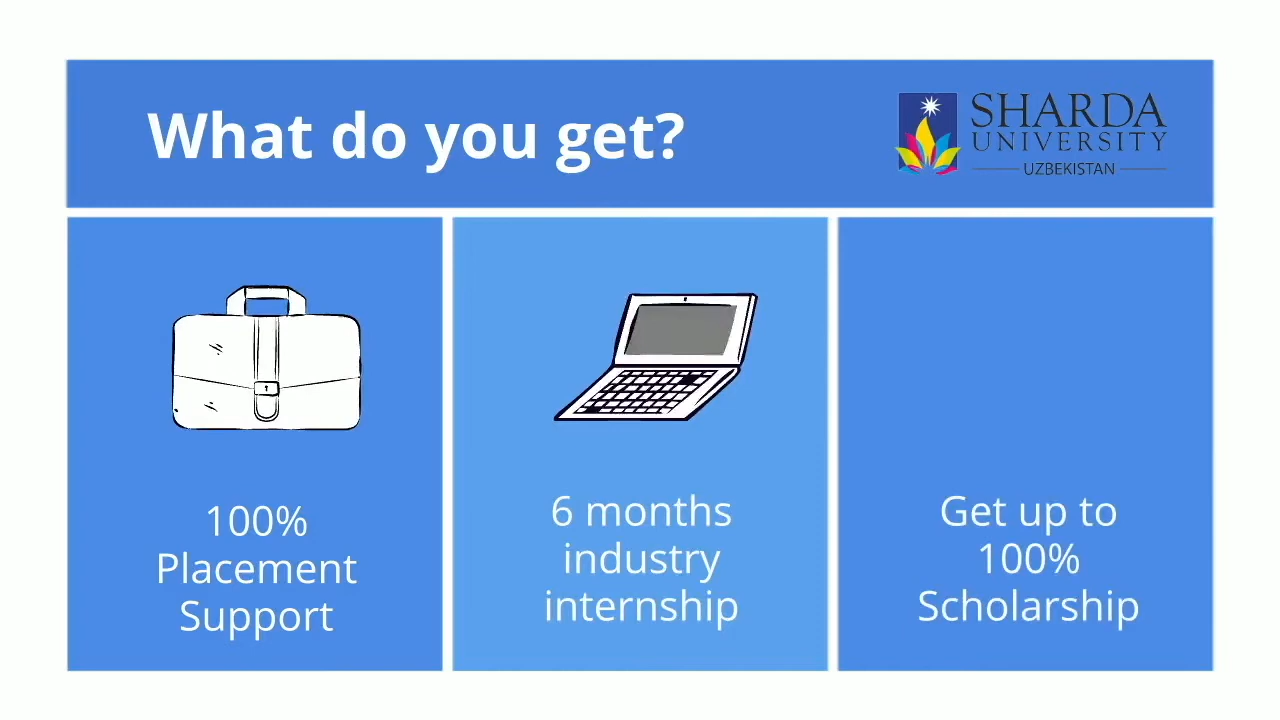 What do you get?
SHARDA
UNIVERSITY
UZBEKISTAN
100%
Placement
Support
6 months
industry
internship
Get up to
100%
Scholarship